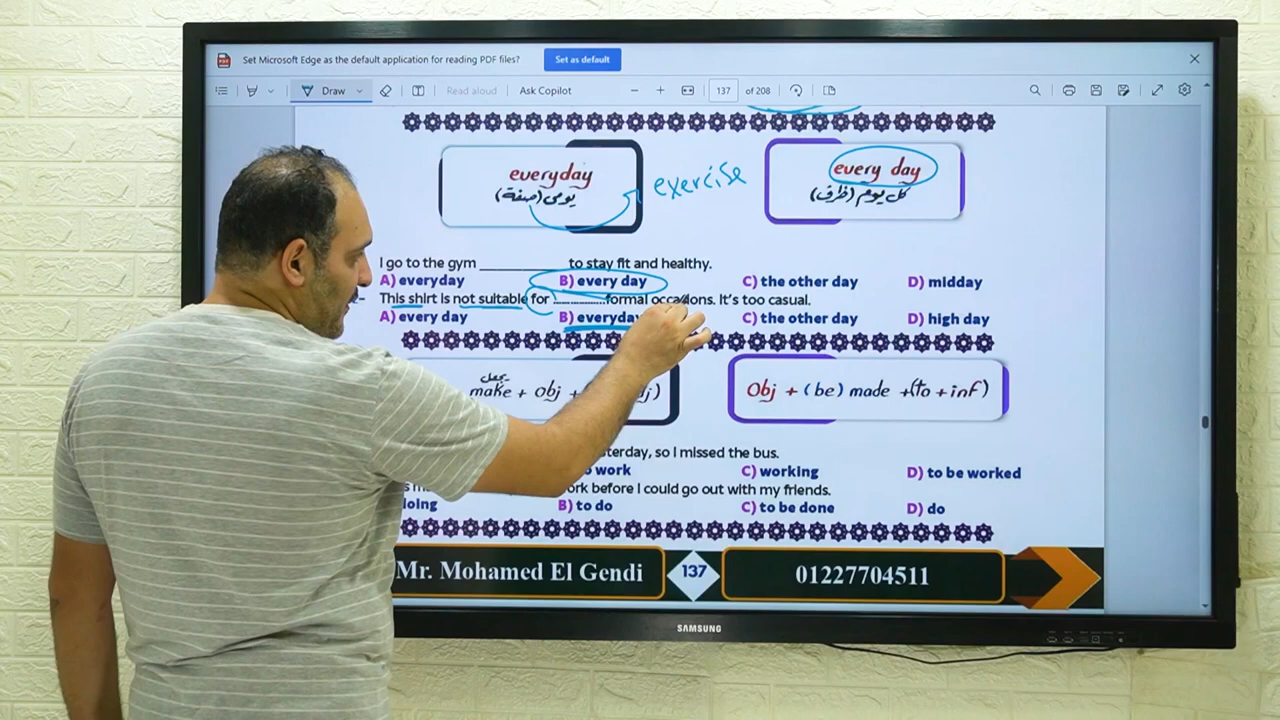 Set Microsoft Edge as the default application for reading PDF files?
Set as default
Draw
Read aloud
Ask Copilot
137 of 208
everyday
يومى (صفة)
exercise
every day
كل يوم (ظرف)
I go to the gym ____________ to stay fit and healthy.
A) everyday B) every day C) the other day D) midday
This shirt is not suitable for ................formal occasions. It's too casual.
A) every day B) everyday C) the other day D) high day
يجعل
make + obj +
Obj + (be) made +(to + inf)
so I missed the bus.
work C) working D) to be worked
before I could go out with my friends.
B) to do C) to be done D) do
Mr. Mohamed El Gendi
137
01227704511
SAMSUNG